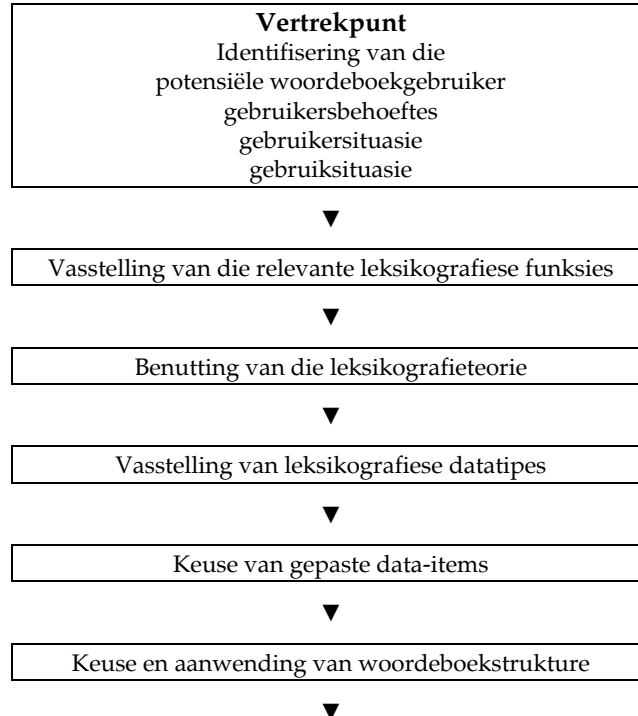 Vertrekpunt
Identifisering van die
potensiële woordeboekgebruiker
gebruikersbehoeftes
gebruikersituasie
gebruiksituasie
▼
Vasstelling van die relevante leksikografiese funksies
▼
Benutting van die leksikografieteorie
▼
Vasstelling van leksikografiese datatipes
▼
Keuse van gepaste data-items
▼
Keuse en aanwending van woordeboekstrukture
▼